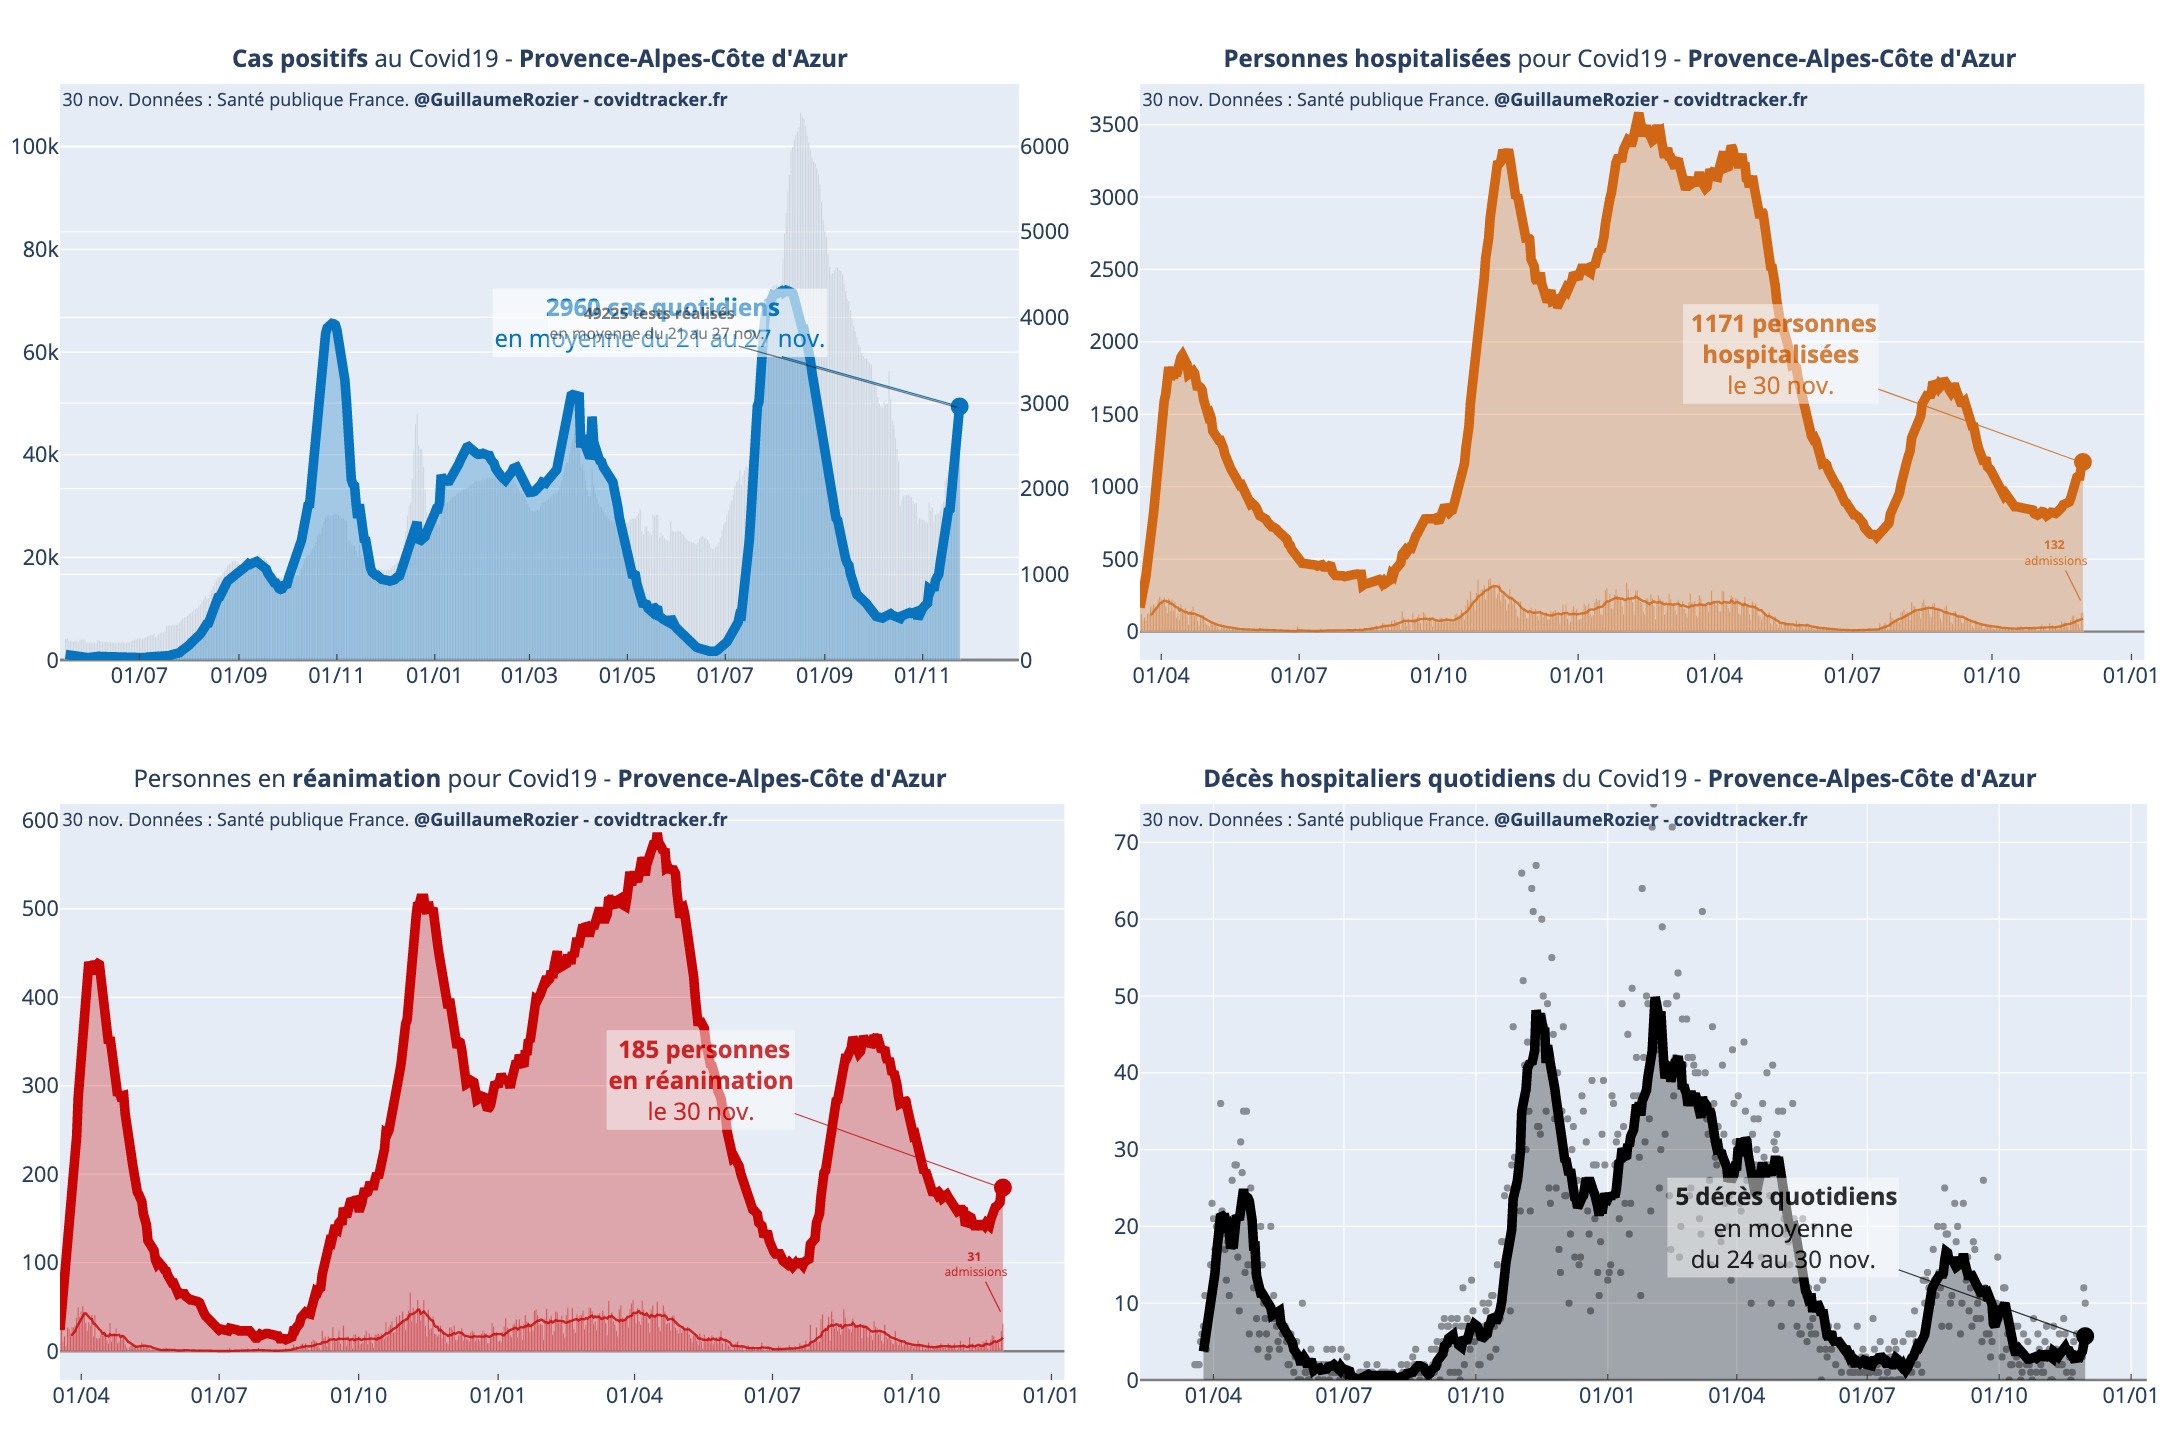 Cas positifs au Covid19 - Provence-Alpes-Côte d'Azur
30 nov. Données : Santé publique France. @GuillaumeRozier - covidtracker.fr
100k
80k
60k
40k
20k
0
6000
5000
4000
3000
2000
1000
0
2960 cas quotidiens
en moyenne du 21 au 27 nov.
49225 tests réalisés
en moyenne du 21 au 27 nov.
01/07 01/09 01/11 01/01 01/03 01/05 01/07 01/09 01/11
Personnes hospitalisées pour Covid19 - Provence-Alpes-Côte d'Azur
30 nov. Données : Santé publique France. @GuillaumeRozier - covidtracker.fr
3500
3000
2500
2000
1500
1000
500
0
1171 personnes
hospitalisées
le 30 nov.
132
admissions
01/04 01/07 01/10 01/01 01/04 01/07 01/10 01/01
Personnes en réanimation pour Covid19 - Provence-Alpes-Côte d'Azur
30 nov. Données : Santé publique France. @GuillaumeRozier - covidtracker.fr
600
500
400
300
200
100
0
185 personnes
en réanimation
le 30 nov.
31
admissions
01/04 01/07 01/10 01/01 01/04 01/07 01/10 01/01
Décès hospitaliers quotidiens du Covid19 - Provence-Alpes-Côte d'Azur
30 nov. Données : Santé publique France. @GuillaumeRozier - covidtracker.fr
70
60
50
40
30
20
10
0
5 décès quotidiens
en moyenne
du 24 au 30 nov.
01/04 01/07 01/10 01/01 01/04 01/07 01/10 01/01